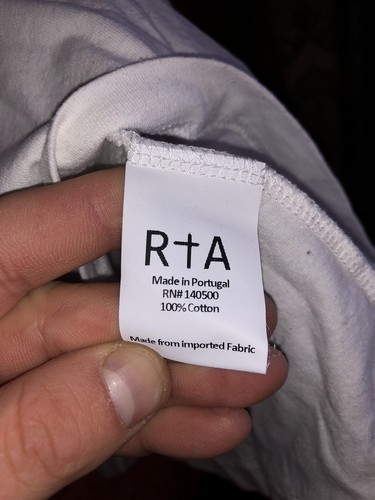 R†A
Made in Portugal
RN# 140500
100% Cotton
Made from imported Fabric